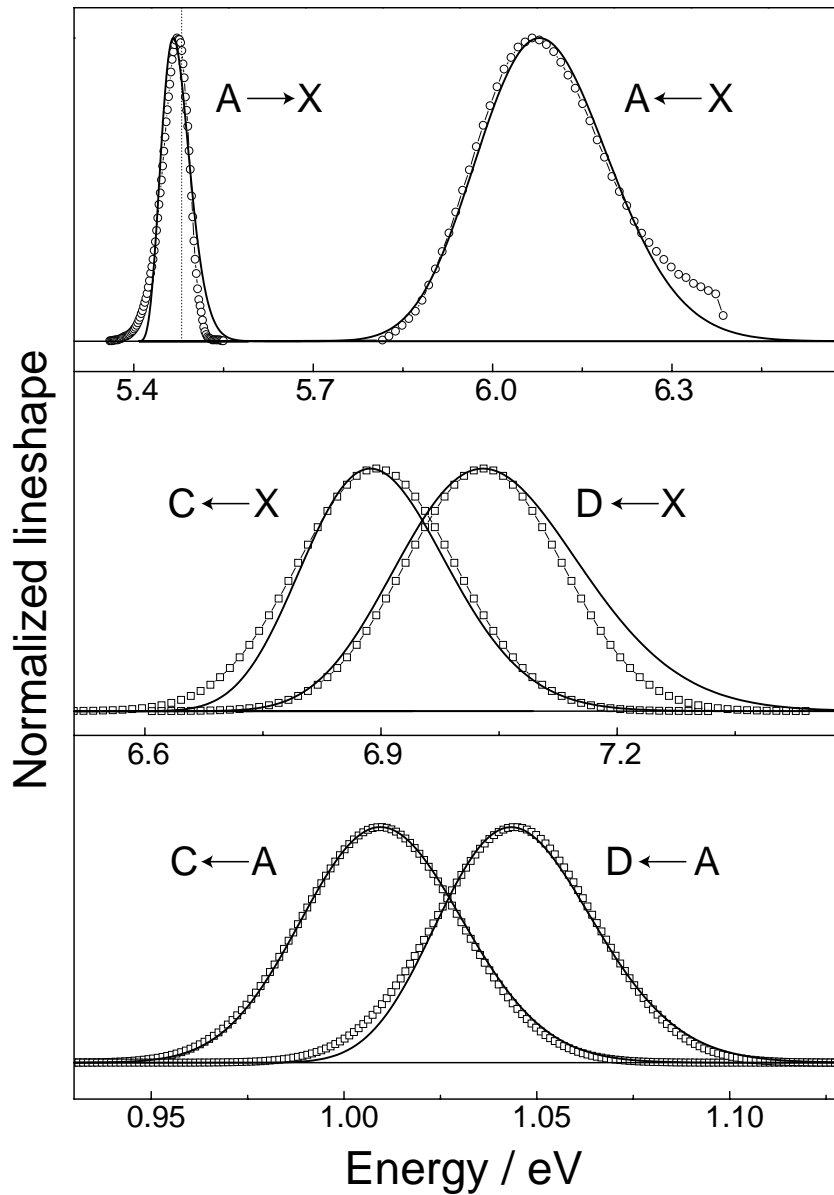 A → X
A ← X
5.4 5.7 6.0 6.3
C ← X
D ← X
6.6 6.9 7.2
C ← A
D ← A
0.95 1.00 1.05 1.10
Energy / eV
Normalized lineshape